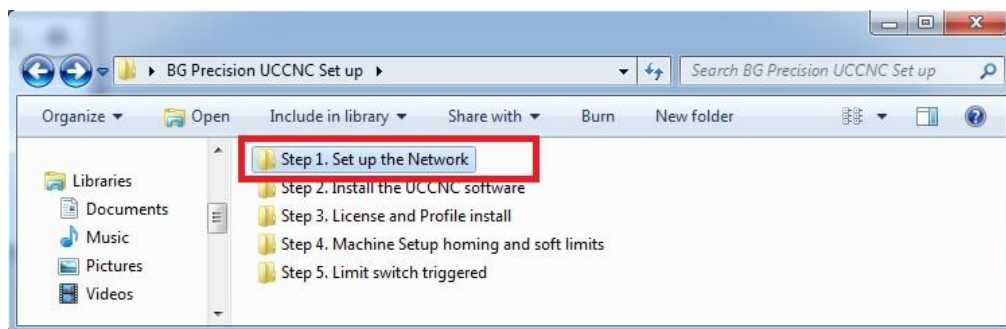 BG Precision UCCNC Set up
Search BG Precision UCCNC Set up
Organize Open Include in library Share with Burn New folder
Libraries
Documents
Music
Pictures
Videos
Step 1. Set up the Network
Step 2. Install the UCCNC software
Step 3. License and Profile install
Step 4. Machine Setup homing and soft limits
Step 5. Limit switch triggered